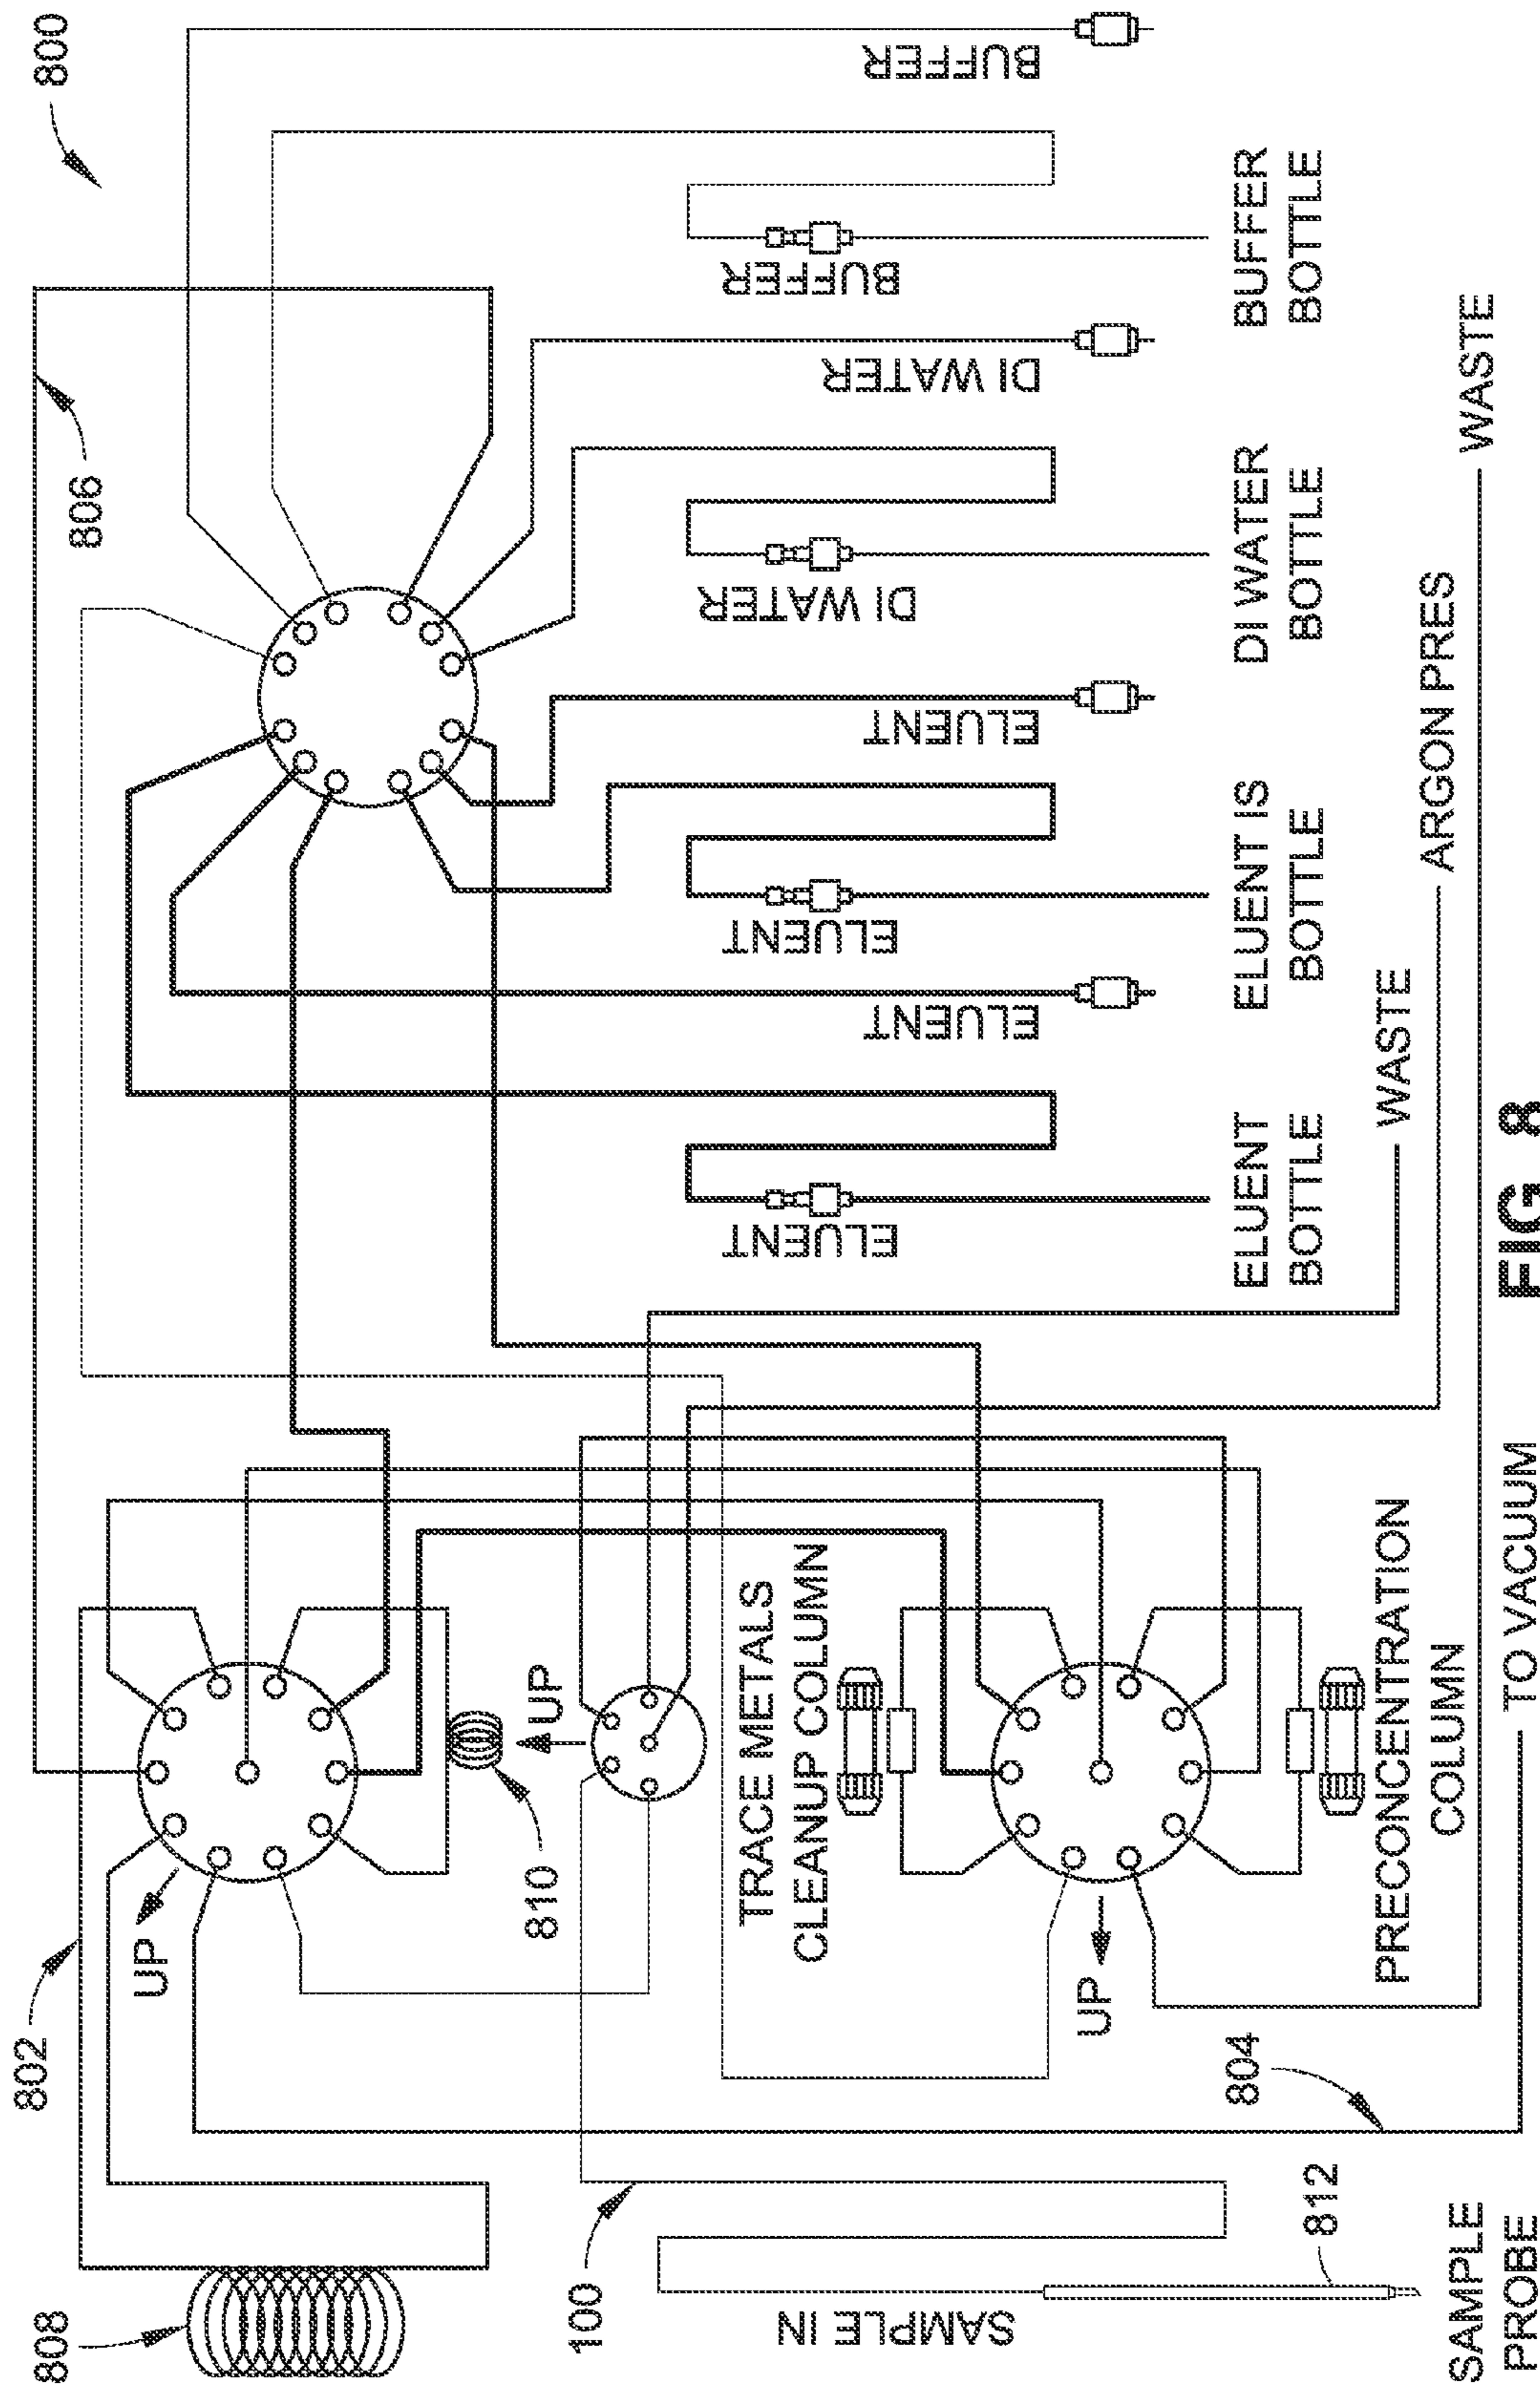 800
802
806
808
UP
810
UP
100
SAMPLE IN
TRACE METALS
CLEANUP COLUMN
UP
PRECONCENTRATION
COLUMN
804
812
SAMPLE
PROBE
TO VACUUM
ELUENT
ELUENT
ELUENT
ELUENT
DI WATER
DI WATER
BUFFER
BUFFER
ELUENT
BOTTLE
ELUENT IS
BOTTLE
DI WATER
BOTTLE
BUFFER
BOTTLE
WASTE
ARGON PRES
WASTE
FIG 8